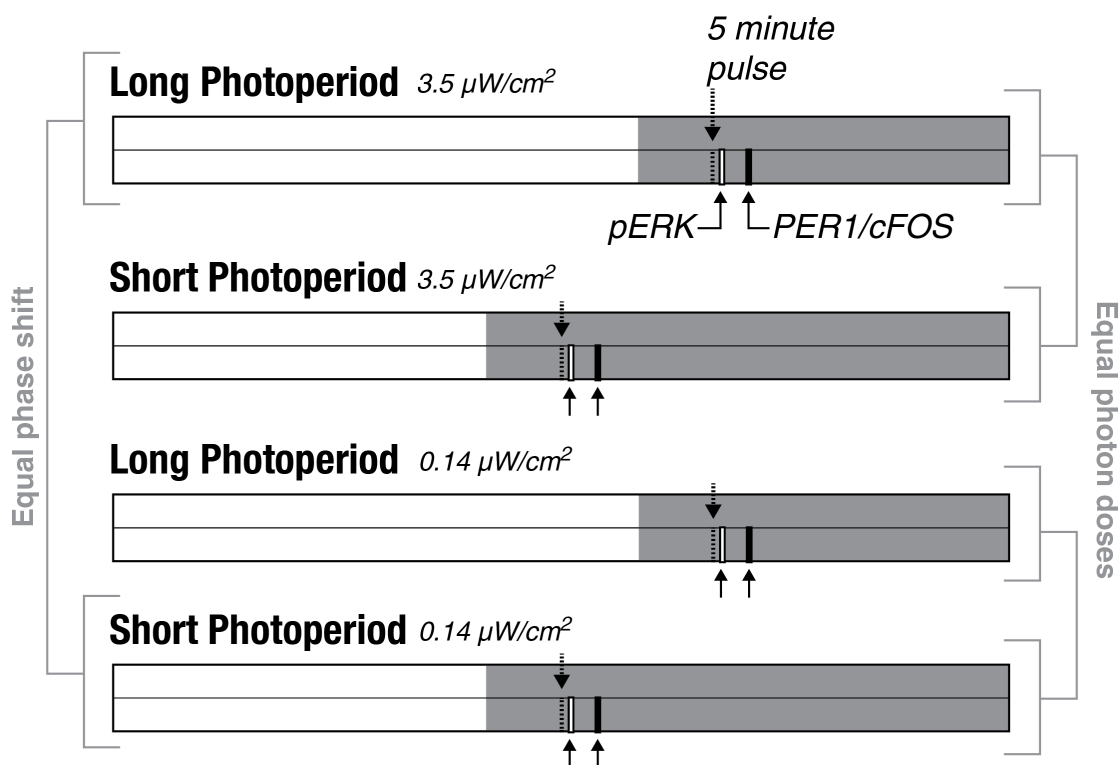 5 minute
pulse
Long Photoperiod 3.5 µW/cm²
pERK
PER1/cFOS
Short Photoperiod 3.5 µW/cm²
Long Photoperiod 0.14 µW/cm²
Short Photoperiod 0.14 µW/cm²
Equal phase shift
Equal photon doses